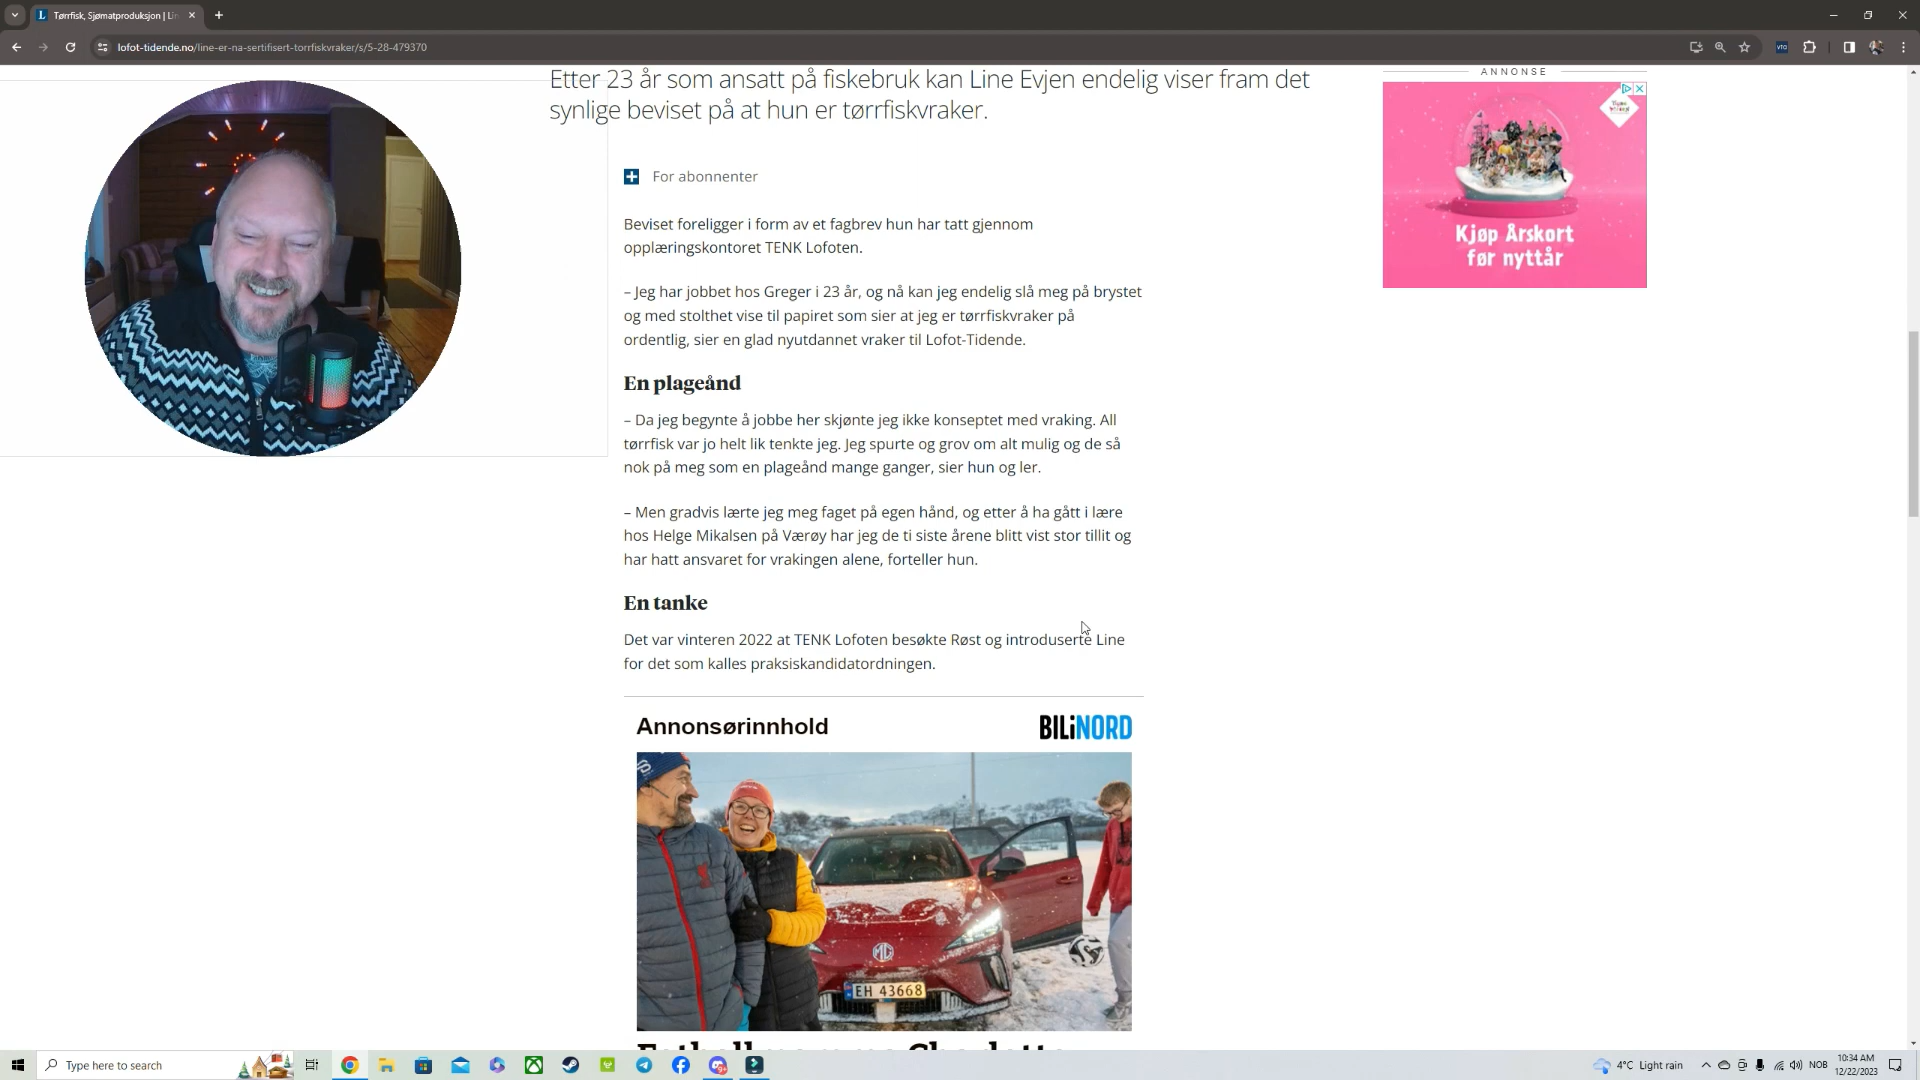 Tørrfisk, Sjømatproduksjon | Lin
lofot-tidende.no/line-er-na-sertifisert-torrfiskvraker/s/5-28-479370
Etter 23 år som ansatt på fiskebruk kan Line Evjen endelig viser fram det
synlige beviset på at hun er tørrfiskvraker.
ANNONSE
Kjøp Årskort
før nyttår
For abonnenter
Beviset foreligger i form av et fagbrev hun har tatt gjennom
opplæringskontoret TENK Lofoten.
– Jeg har jobbet hos Greger i 23 år, og nå kan jeg endelig slå meg på brystet
og med stolthet vise til papiret som sier at jeg er tørrfiskvraker på
ordentlig, sier en glad nyutdannet vraker til Lofot-Tidende.
En plageånd
– Da jeg begynte å jobbe her skjønte jeg ikke konseptet med vraking. All
tørrfisk var jo helt lik tenkte jeg. Jeg spurte og grov om alt mulig og de så
nok på meg som en plageånd mange ganger, sier hun og ler.
– Men gradvis lærte jeg meg faget på egen hånd, og etter å ha gått i lære
hos Helge Mikalsen på Værøy har jeg de ti siste årene blitt vist stor tillit og
har hatt ansvaret for vrakingen alene, forteller hun.
En tanke
Det var vinteren 2022 at TENK Lofoten besøkte Røst og introduserte Line
for det som kalles praksiskandidatordningen.
Annonsørinnhold
BILiNORD
MG
EH 43668
Type here to search
4°C Light rain
NOB
10:34 AM
12/22/2023